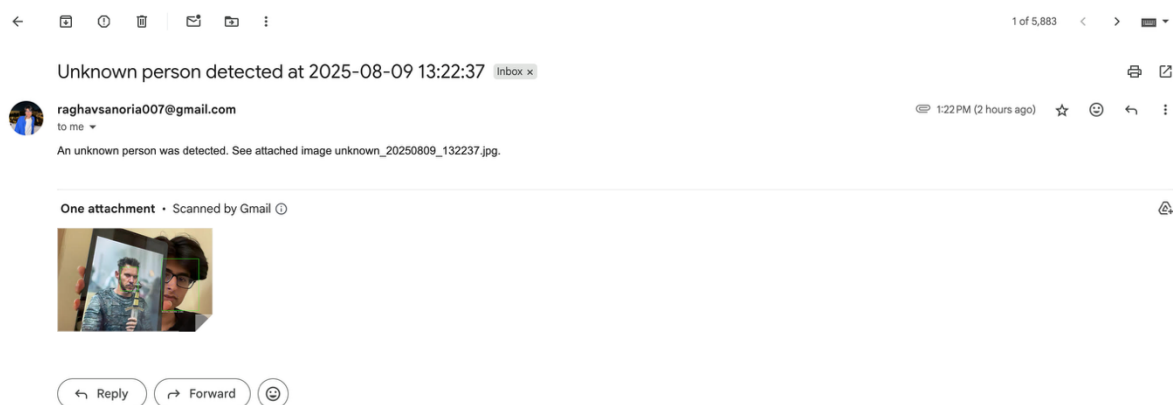 1 of 5,883
Unknown person detected at 2025-08-09 13:22:37 Inbox ×
raghavsanoria007@gmail.com 1:22 PM (2 hours ago)
to me
An unknown person was detected. See attached image unknown_20250809_132237.jpg.
One attachment • Scanned by Gmail
Reply Forward